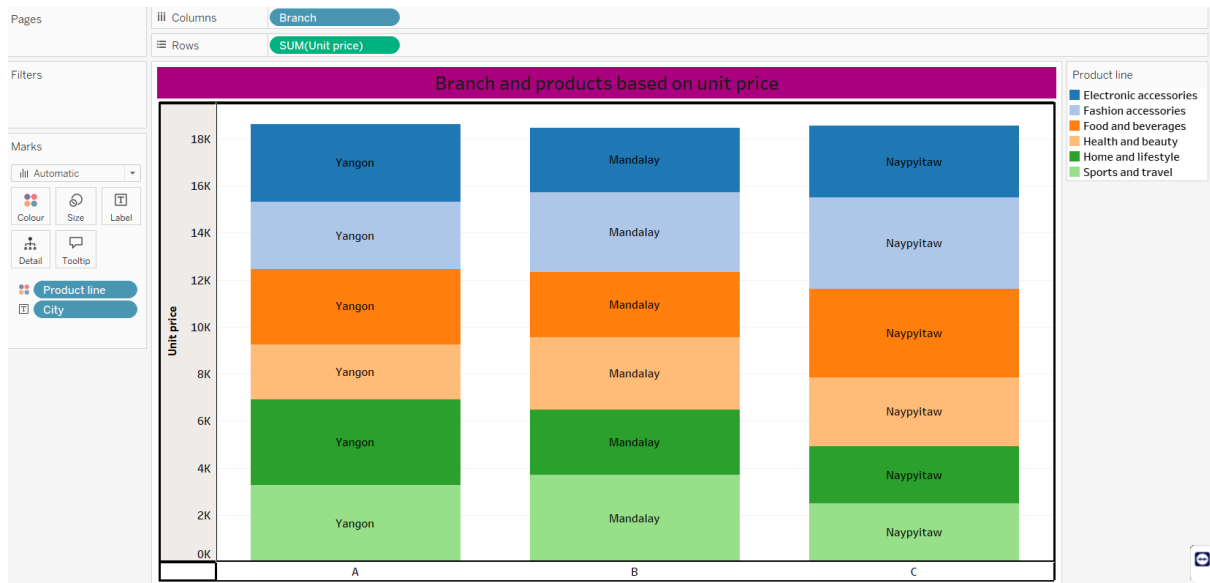 Pages
Columns
Branch
Rows
SUM(Unit price)
Filters
Marks
Automatic
Colour
Size
Label
Detail
Tooltip
Product line
City
Branch and products based on unit price
Unit price
18K
16K
14K
12K
10K
8K
6K
4K
2K
0K
Yangon
Yangon
Yangon
Yangon
Yangon
Yangon
A
Mandalay
Mandalay
Mandalay
Mandalay
Mandalay
Mandalay
B
Naypyitaw
Naypyitaw
Naypyitaw
Naypyitaw
Naypyitaw
Naypyitaw
C
Product line
Electronic accessories
Fashion accessories
Food and beverages
Health and beauty
Home and lifestyle
Sports and travel